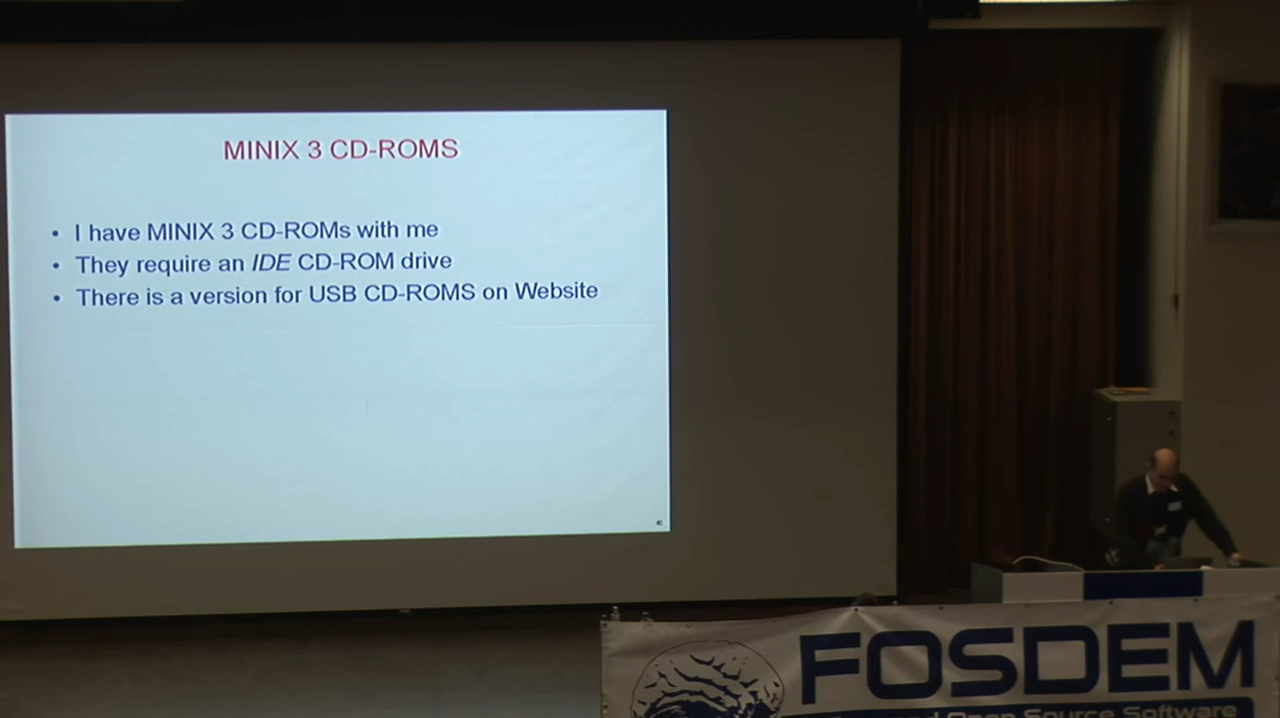 MINIX 3 CD-ROMS
• I have MINIX 3 CD-ROMs with me
• They require an IDE CD-ROM drive
• There is a version for USB CD-ROMS on Website
FOSDEM
Open Source Software